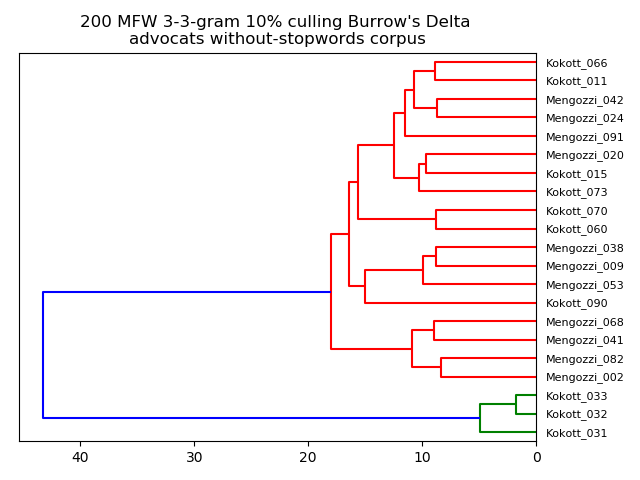 200 MFW 3-3-gram 10% culling Burrow's Delta
advocats without-stopwords corpus
Kokott_066
Kokott_011
Mengozzi_042
Mengozzi_024
Mengozzi_091
Mengozzi_020
Kokott_015
Kokott_073
Kokott_070
Kokott_060
Mengozzi_038
Mengozzi_009
Mengozzi_053
Kokott_090
Mengozzi_068
Mengozzi_041
Mengozzi_082
Mengozzi_002
Kokott_033
Kokott_032
Kokott_031
40 30 20 10 0